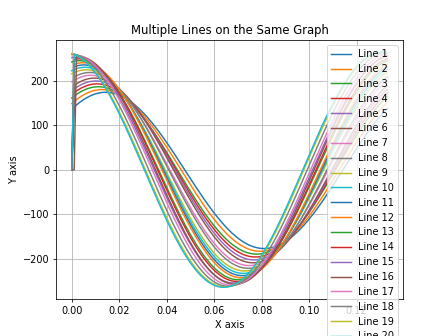 Multiple Lines on the Same Graph
Y axis
200
100
0
−100
−200
0.00
0.02
0.04
0.06
0.08
0.10
X axis
Line 1
Line 2
Line 3
Line 4
Line 5
Line 6
Line 7
Line 8
Line 9
Line 10
Line 11
Line 12
Line 13
Line 14
Line 15
Line 16
Line 17
Line 18
Line 19
Line 20